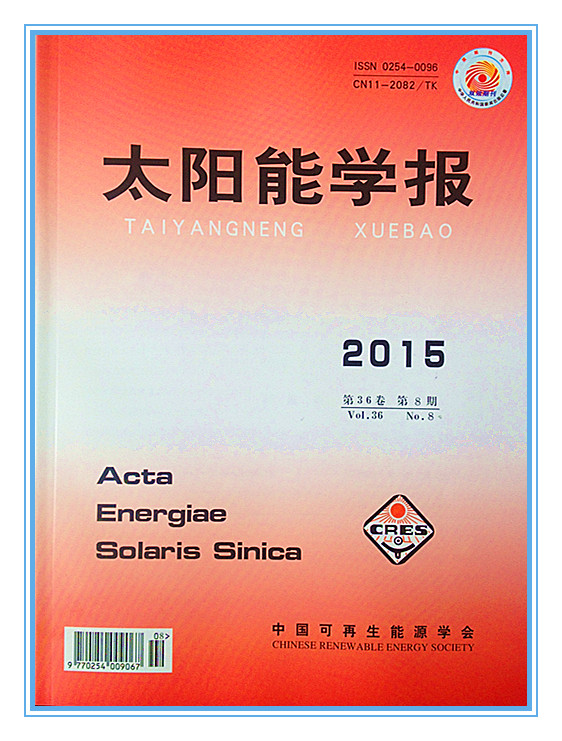 ISSN 0254-0096
CN11-2082/TK
太阳能学报
TAIYANGNENG XUEBAO
2015
第36卷 第8期
Vol.36 No.8
Acta
Energiae
Solaris Sinica
CRES
中国可再生能源学会
CHINESE RENEWABLE ENERGY SOCIETY
08>
9 770254 009067